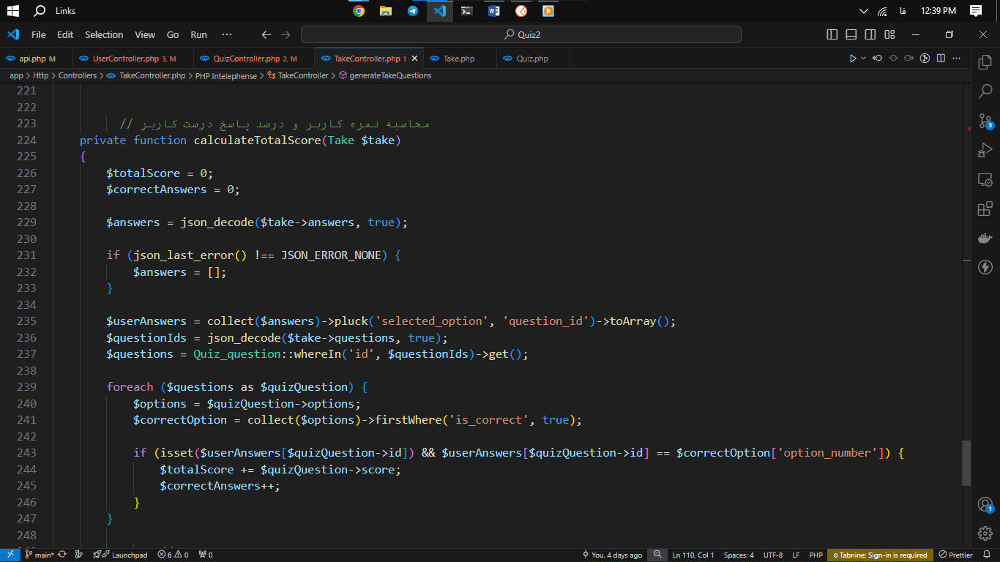 Links
فا 12:39 PM
File Edit Selection View Go Run ··· Quiz2
api.php M UserController.php 3, M QuizController.php 2, M TakeController.php 1 Take.php Quiz.php
app > Http > Controllers > TakeController.php > PHP Intelephense > TakeController > generateTakeQuestions
221
222
223 // محاسبه نمره کاربر و درصد پاسخ درست کاربر
224 private function calculateTotalScore(Take $take)
225 {
226 $totalScore = 0;
227 $correctAnswers = 0;
228
229 $answers = json_decode($take->answers, true);
230
231 if (json_last_error() !== JSON_ERROR_NONE) {
232 $answers = [];
233 }
234
235 $userAnswers = collect($answers)->pluck('selected_option', 'question_id')->toArray();
236 $questionIds = json_decode($take->questions, true);
237 $questions = Quiz_question::whereIn('id', $questionIds)->get();
238
239 foreach ($questions as $quizQuestion) {
240 $options = $quizQuestion->options;
241 $correctOption = collect($options)->firstWhere('is_correct', true);
242
243 if (isset($userAnswers[$quizQuestion->id]) && $userAnswers[$quizQuestion->id] == $correctOption['option_number']) {
244 $totalScore += $quizQuestion->score;
245 $correctAnswers++;
246 }
247 }
248
3
1
main* Launchpad 6 0 0 You, 4 days ago Ln 110, Col 1 Spaces: 4 UTF-8 LF PHP Tabnine: Sign-in is required Prettier